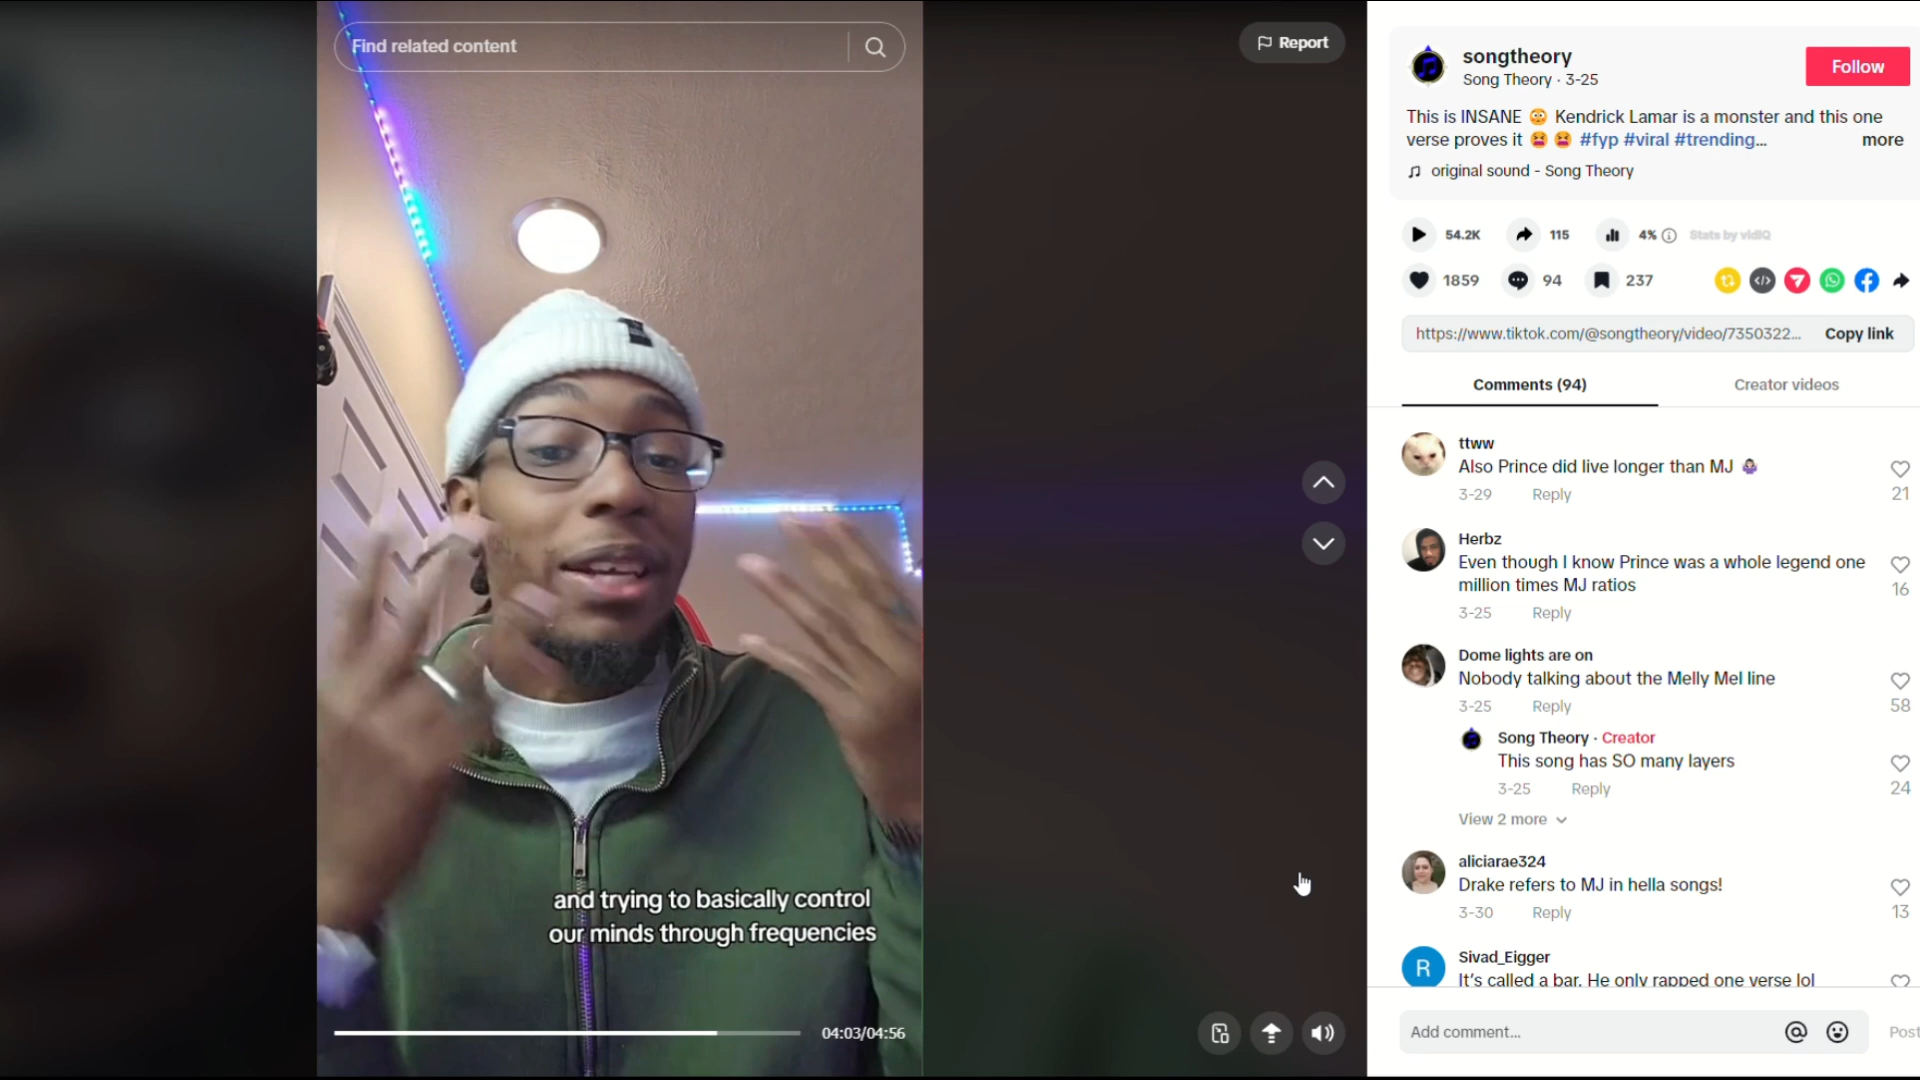 Find related content
Report
and trying to basically control
our minds through frequencies
04:03/04:56
songtheory
Song Theory · 3-25
Follow
This is INSANE 😳 Kendrick Lamar is a monster and this one
verse proves it 😝 😝 #fyp #viral #trending...
more
original sound - Song Theory
54.2K
115
4%
Stats by vidIQ
1859
94
237
https://www.tiktok.com/@songtheory/video/7350322...
Copy link
Comments (94)
Creator videos
ttww
Also Prince did live longer than MJ 🤷🏻‍♀️
3-29 Reply
21
Herbz
Even though I know Prince was a whole legend one
million times MJ ratios
3-25 Reply
16
Dome lights are on
Nobody talking about the Melly Mel line
3-25 Reply
58
Song Theory · Creator
This song has SO many layers
3-25 Reply
24
View 2 more
aliciarae324
Drake refers to MJ in hella songs!
3-30 Reply
13
R
Sivad_Eigger
It's called a bar. He only rapped one verse lol
Add comment...
Post